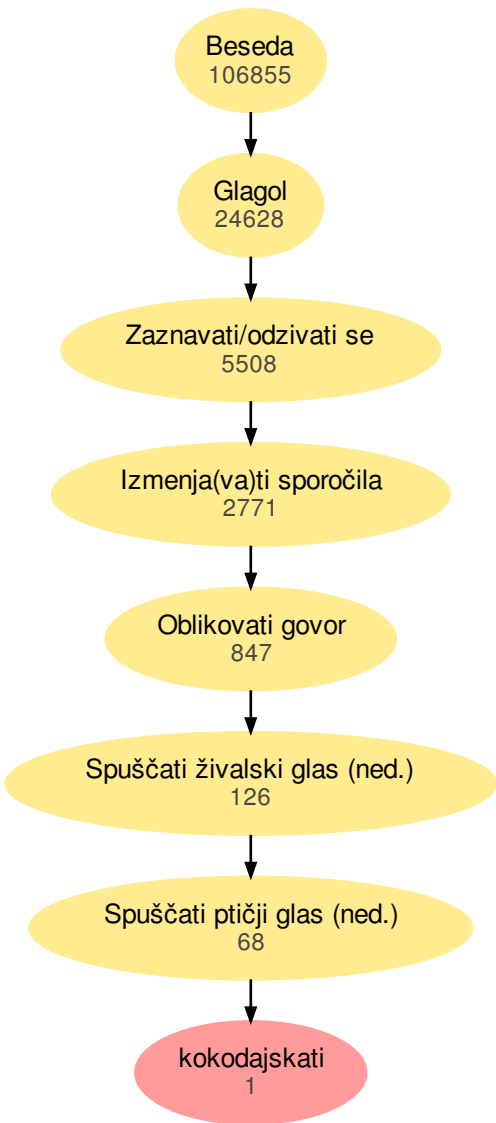 Beseda
106855
Glagol
24628
Zaznavati/odzivati se
5508
Izmenja(va)ti sporočila
2771
Oblikovati govor
847
Spuščati živalski glas (ned.)
126
Spuščati ptičji glas (ned.)
68
kokodajskati
1